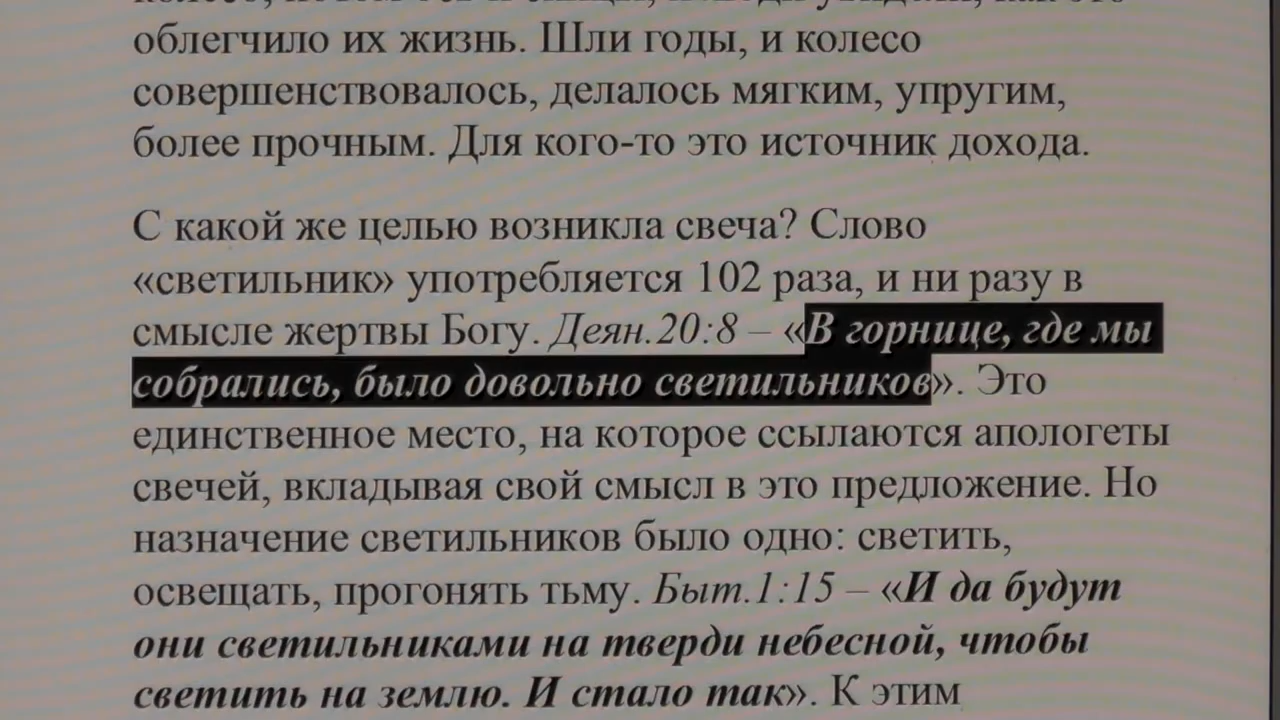 облегчило их жизнь. Шли годы, и колесо
совершенствовалось, делалось мягким, упругим,
более прочным. Для кого-то это источник дохода.
С какой же целью возникла свеча? Слово
«светильник» употребляется 102 раза, и ни разу в
смысле жертвы Богу. Деян.20:8 – «В горнице, где мы
собрались, было довольно светильников». Это
единственное место, на которое ссылаются апологеты
свечей, вкладывая свой смысл в это предложение. Но
назначение светильников было одно: светить,
освещать, прогонять тьму. Быт.1:15 – «И да будут
они светильниками на тверди небесной, чтобы
светить на землю. И стало так». К этим